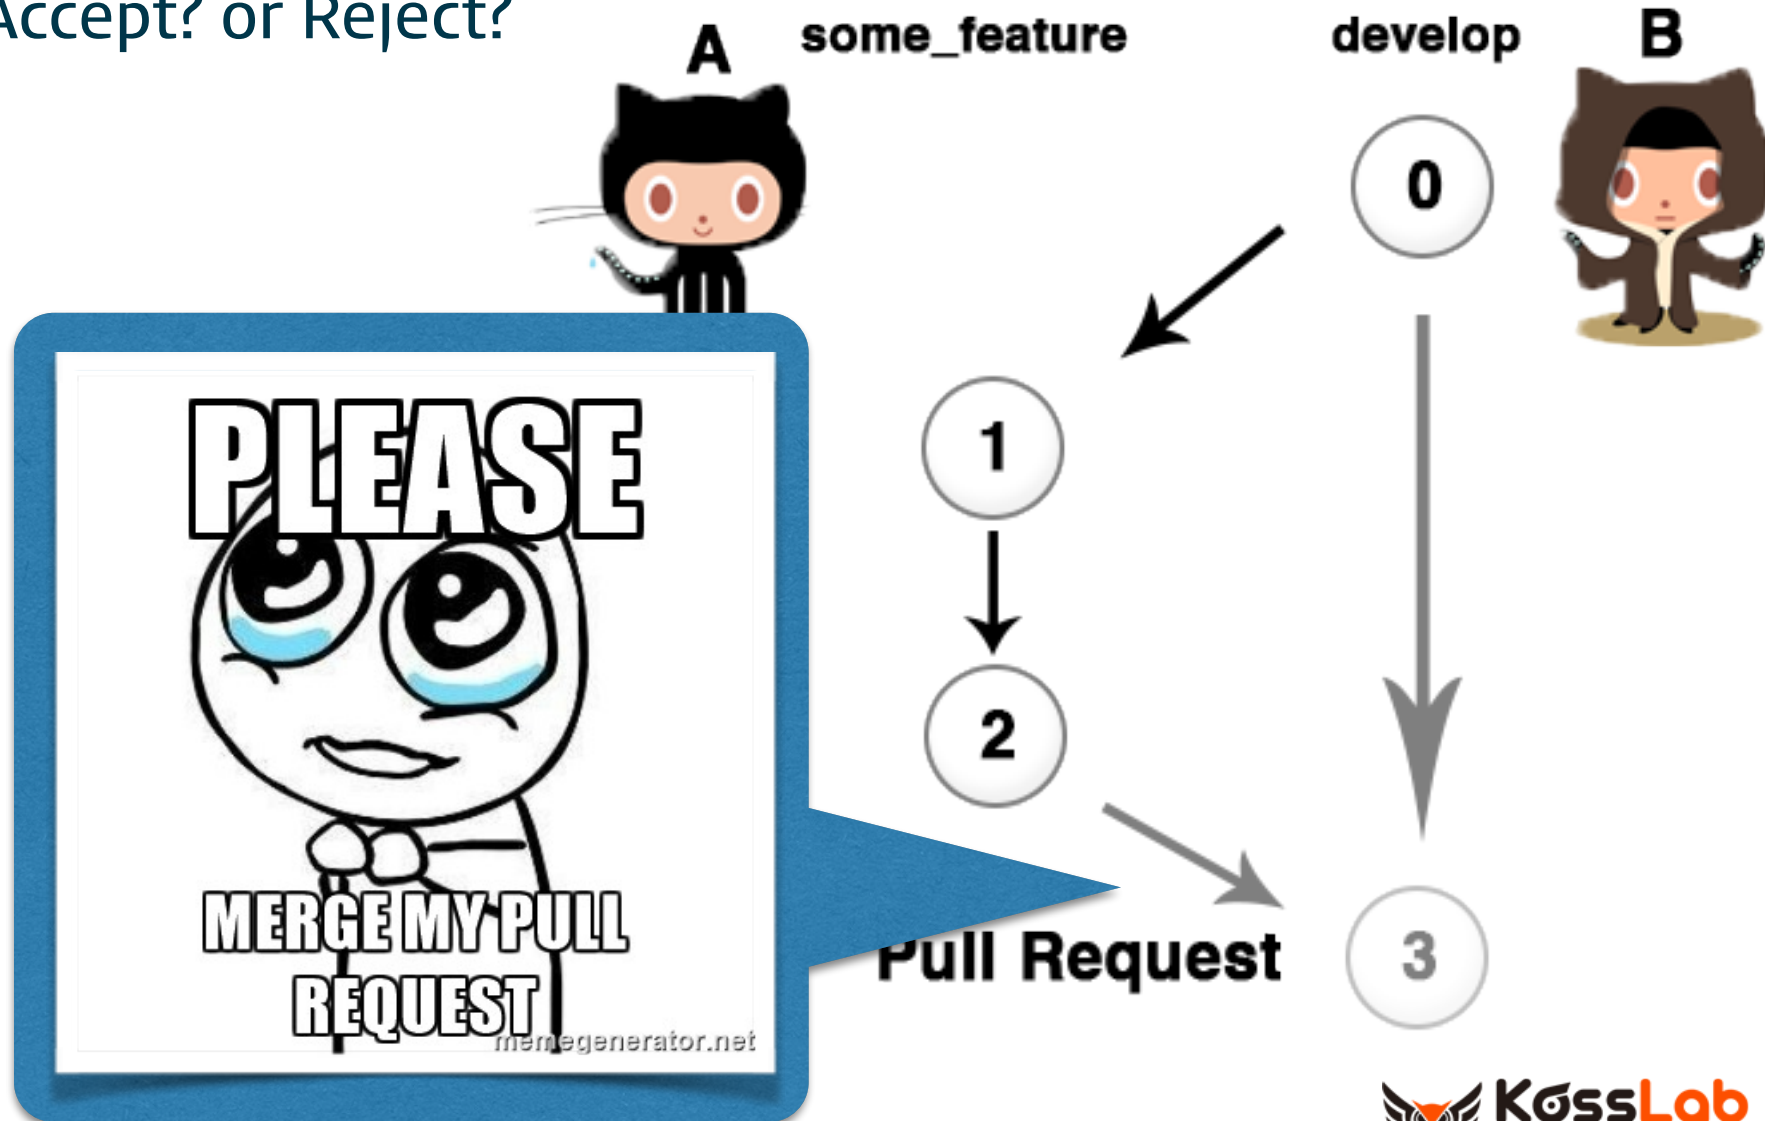 Accept? or Reject?
A some_feature develop B
0
1
2
3
PLEASE
MERGE MY PULL
REQUEST
memegenerator.net
Pull Request
KossLab